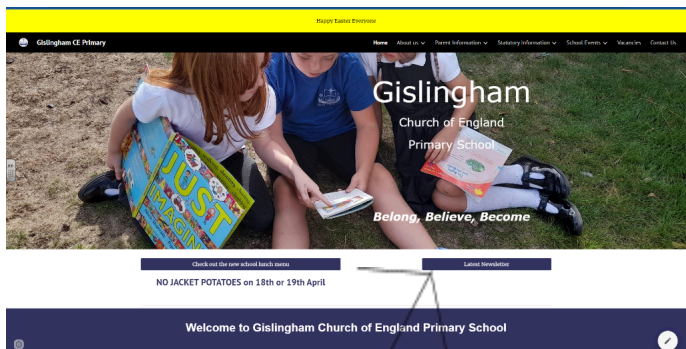 Happy Easter Everyone
Gislingham CE Primary
Home About us Parent Information Statutory Information School Events Vacancies Contact Us
Gislingham
Church of England
Primary School
JUST
IMAGIN
Belong, Believe, Become
Check out the new school lunch menu
Latest Newsletter
NO JACKET POTATOES on 18th or 19th April
Welcome to Gislingham Church of England Primary School